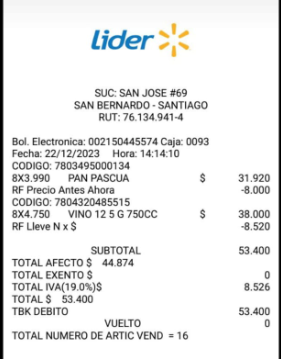 lider
SUC: SAN JOSE #69
SAN BERNARDO - SANTIAGO
RUT: 76.134.941-4
Bol. Electronica: 002150445574 Caja: 0093
Fecha: 22/12/2023 Hora: 14:14:10
CODIGO: 7803495000134
8X3.990 PAN PASCUA $ 31.920
RF Precio Antes Ahora -8.000
CODIGO: 7804320485515
8X4.750 VINO 12 5 G 750CC $ 38.000
RF Lleve N x $ -8.520
SUBTOTAL 53.400
TOTAL AFECTO $ 44.874
TOTAL EXENTO $ 0
TOTAL IVA(19.0%)$ 8.526
TOTAL $ 53.400
TBK DEBITO 53.400
VUELTO 0
TOTAL NUMERO DE ARTIC VEND = 16